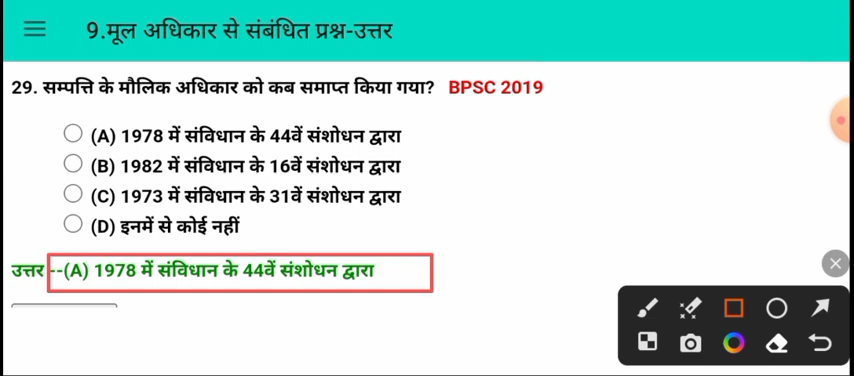 9.मूल अधिकार से संबंधित प्रश्न-उत्तर
29. सम्पत्ति के मौलिक अधिकार को कब समाप्त किया गया? BPSC 2019
(A) 1978 में संविधान के 44वें संशोधन द्वारा
(B) 1982 में संविधान के 16वें संशोधन द्वारा
(C) 1973 में संविधान के 31वें संशोधन द्वारा
(D) इनमें से कोई नहीं
उत्तर --(A) 1978 में संविधान के 44वें संशोधन द्वारा